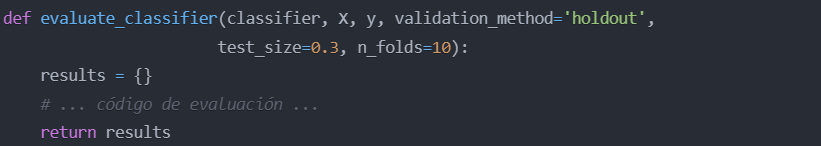 def evaluate_classifier(classifier, X, y, validation_method='holdout',
                        test_size=0.3, n_folds=10):
    results = {}
    # ... código de evaluación ...
    return results